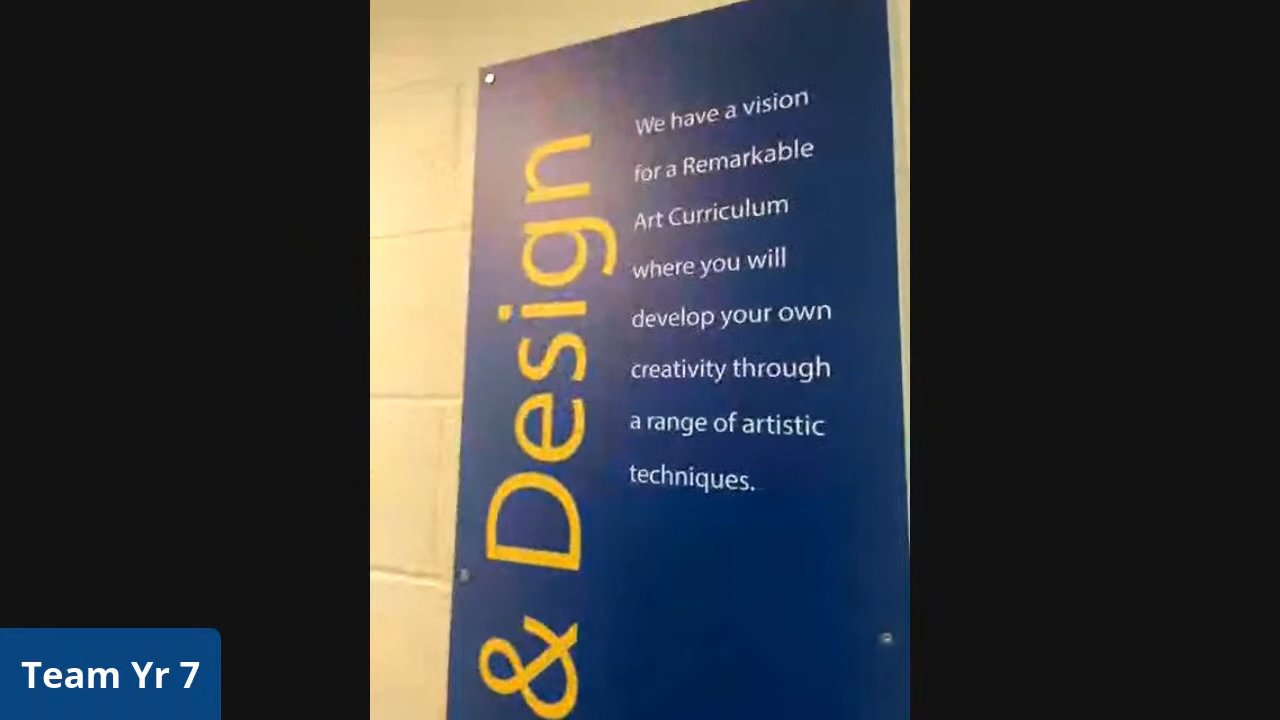 & Design
We have a vision
for a Remarkable
Art Curriculum
where you will
develop your own
creativity through
a range of artistic
techniques.
Team Yr 7